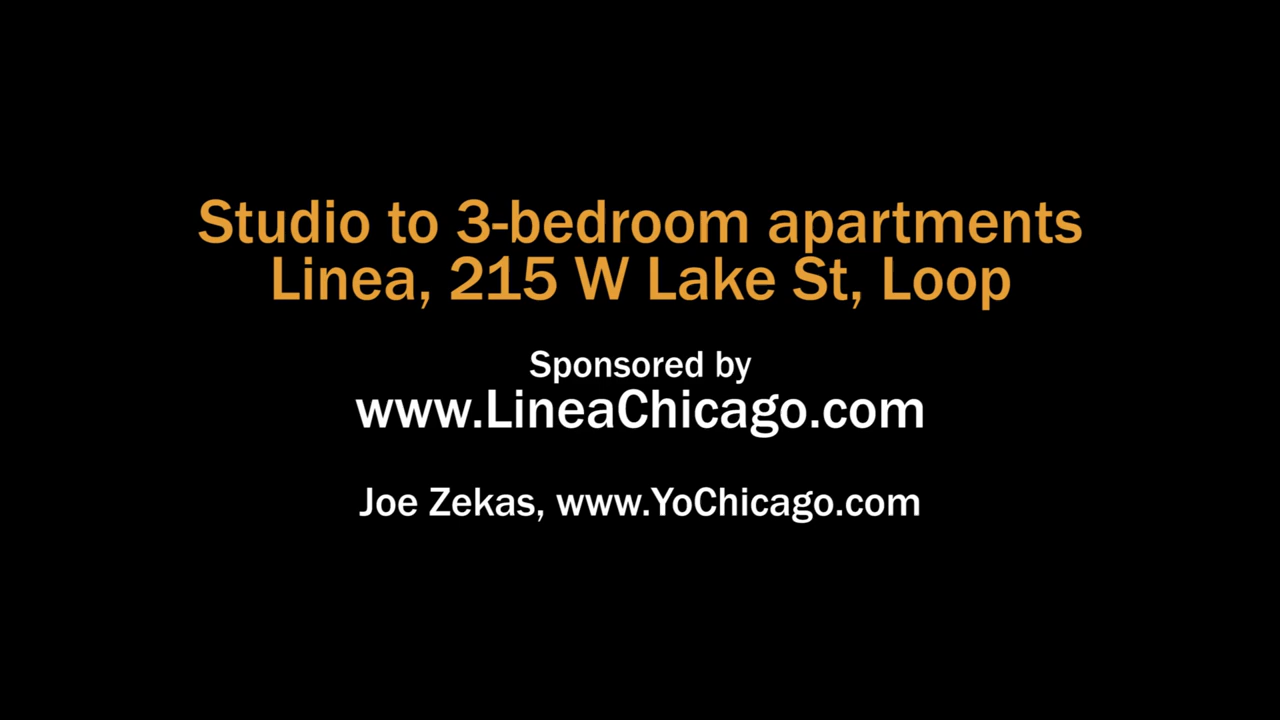 Studio to 3-bedroom apartments
Linea, 215 W Lake St, Loop
Sponsored by
www.LineaChicago.com
Joe Zekas, www.YoChicago.com